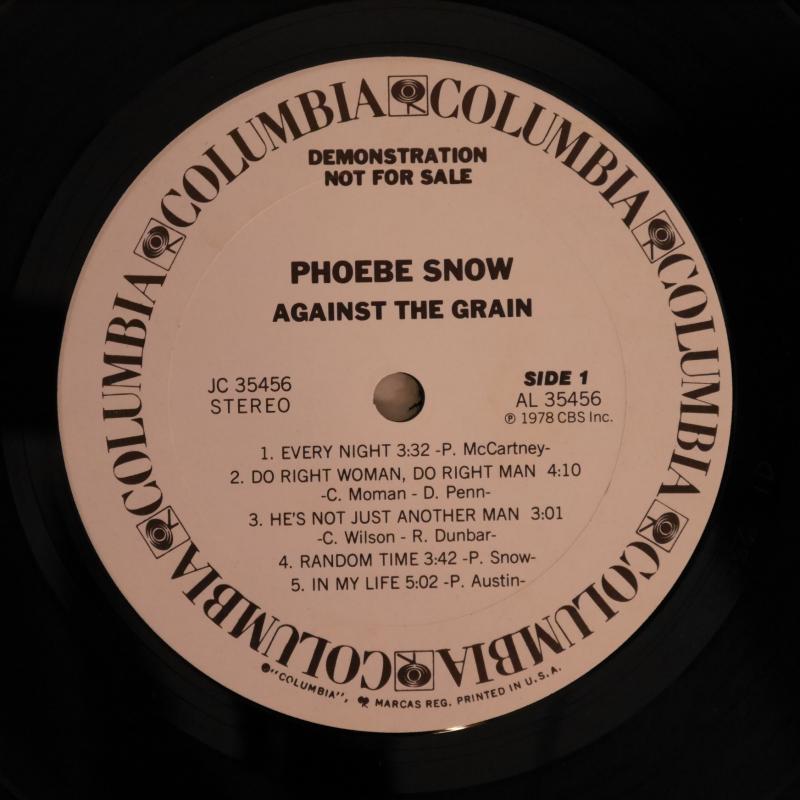 COLUMBIA COLUMBIA COLUMBIA COLUMBIA COLUMBIA COLUMBIA COLUMBIA COLUMBIA
DEMONSTRATION
NOT FOR SALE
PHOEBE SNOW
AGAINST THE GRAIN
JC 35456
STEREO
SIDE 1
AL 35456
℗ 1978 CBS Inc.
1. EVERY NIGHT 3:32 -P. McCartney-
2. DO RIGHT WOMAN, DO RIGHT MAN 4:10
-C. Moman - D. Penn-
3. HE'S NOT JUST ANOTHER MAN 3:01
-C. Wilson - R. Dunbar-
4. RANDOM TIME 3:42 -P. Snow-
5. IN MY LIFE 5:02 -P. Austin-
"COLUMBIA", MARCAS REG. PRINTED IN U.S.A.